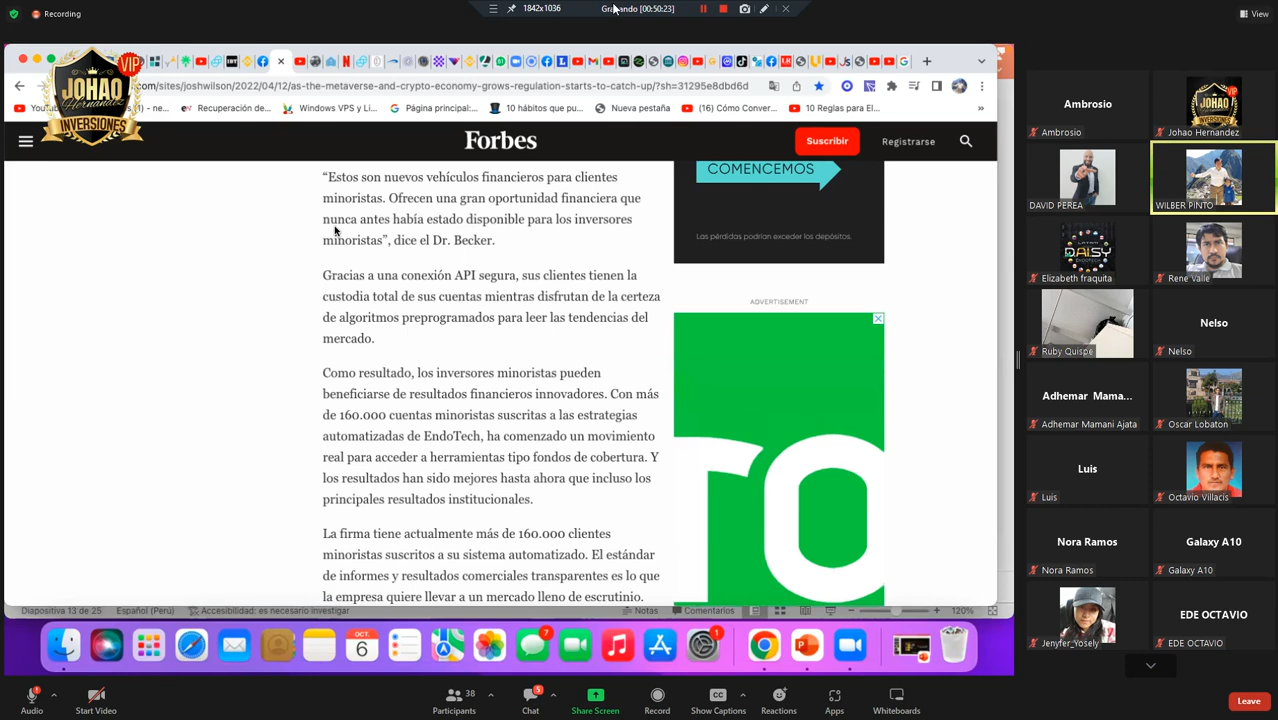 Recording
1842x1036
Grabando [00:50:23]
View
.com/sites/joshwilson/2022/04/12/as-the-metaverse-and-crypto-economy-grows-regulation-starts-to-catch-up/?sh=31295e8dbd6d
(1) - ne...
Recuperación de...
Windows VPS y Li...
Página principal:...
10 hábitos que pu...
Nueva pestaña
(16) Cómo Conver...
10 Reglas para El...
»
JOHAO
VIP
Hernández
INVERSIONES
Forbes
Suscribir
Registrarse
“Estos son nuevos vehículos financieros para clientes
minoristas. Ofrecen una gran oportunidad financiera que
nunca antes había estado disponible para los inversores
minoristas”, dice el Dr. Becker.
Gracias a una conexión API segura, sus clientes tienen la
custodia total de sus cuentas mientras disfrutan de la certeza
de algoritmos preprogramados para leer las tendencias del
mercado.
Como resultado, los inversores minoristas pueden
beneficiarse de resultados financieros innovadores. Con más
de 160.000 cuentas minoristas suscritas a las estrategias
automatizadas de EndoTech, ha comenzado un movimiento
real para acceder a herramientas tipo fondos de cobertura. Y
los resultados han sido mejores hasta ahora que incluso los
principales resultados institucionales.
La firma tiene actualmente más de 160.000 clientes
minoristas suscritos a su sistema automatizado. El estándar
de informes y resultados comerciales transparentes es lo que
la empresa quiere llevar a un mercado lleno de escrutinio.
COMENCEMOS
Las pérdidas podrían exceder los depósitos.
ADVERTISEMENT
ro
Diapositiva 13 de 25
Español (Perú)
Accesibilidad: es necesario investigar
Notas
Comentarios
120%
OCT.
6
7
1
Ambrosio
Ambrosio
Johao Hernández
DAVID PEREA
WILBER PINTO
DAISY
Elizabeth fraquita
Rene Valle
Ruby Quispe
Nelso
Nelso
Adhemar Mama...
Adhemar Mamani Ajata
Oscar Lobaton
Luis
Luis
Octavio Villacis
Nora Ramos
Nora Ramos
Galaxy A10
Galaxy A10
Jenyfer_Yosely
EDE OCTAVIO
EDE OCTAVIO
Audio
Start Video
Participants
38
Chat
5
Share Screen
Record
Show Captions
Reactions
Apps
Whiteboards
Leave